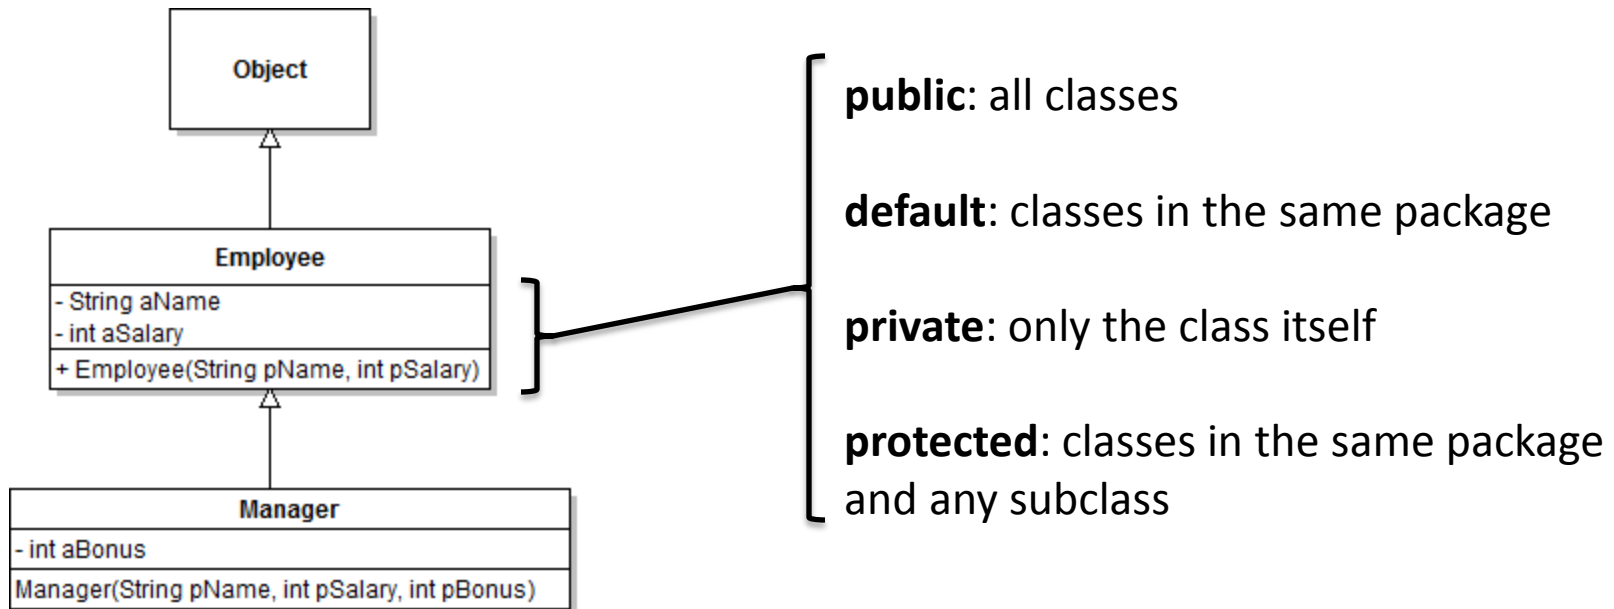 Object
Employee
- String aName
- int aSalary
+ Employee(String pName, int pSalary)
Manager
- int aBonus
Manager(String pName, int pSalary, int pBonus)
public: all classes
default: classes in the same package
private: only the class itself
protected: classes in the same package
and any subclass